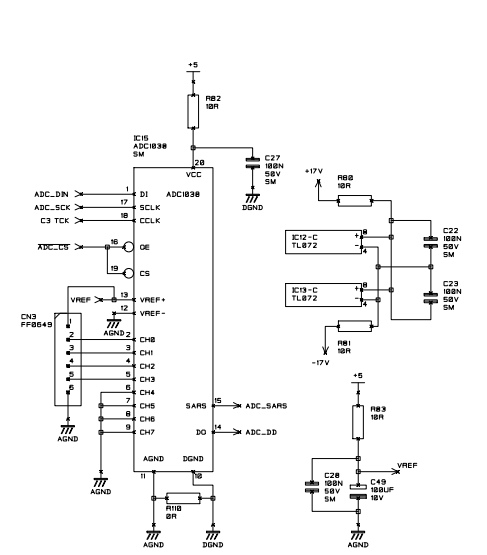 +5
R82
10R
IC15
ADC1038
SM
20
VCC
C27
100N
50V
SM
DGND
+17V
R80
10R
ADC_DIN
1
DI
ADC1038
ADC_SCK
17
SCLK
C3 TCK
18
CCLK
ADC_CS
16
OE
19
CS
IC12-C
TL072
+
-
8
4
C22
100N
50V
SM
IC13-C
TL072
+
-
8
4
C23
100N
50V
SM
VREF
13
VREF+
12
VREF-
AGND
CN3
FF0649
1
2
3
4
5
6
AGND
2
CH0
3
CH1
4
CH2
5
CH3
6
CH4
7
CH5
8
CH6
9
CH7
AGND
R81
10R
-17V
SARS
15
ADC_SARS
DO
14
ADC_DD
AGND
DGND
11
10
R110
0R
AGND
DGND
+5
R83
10R
VREF
C28
100N
50V
SM
C49
100UF
10V
AGND